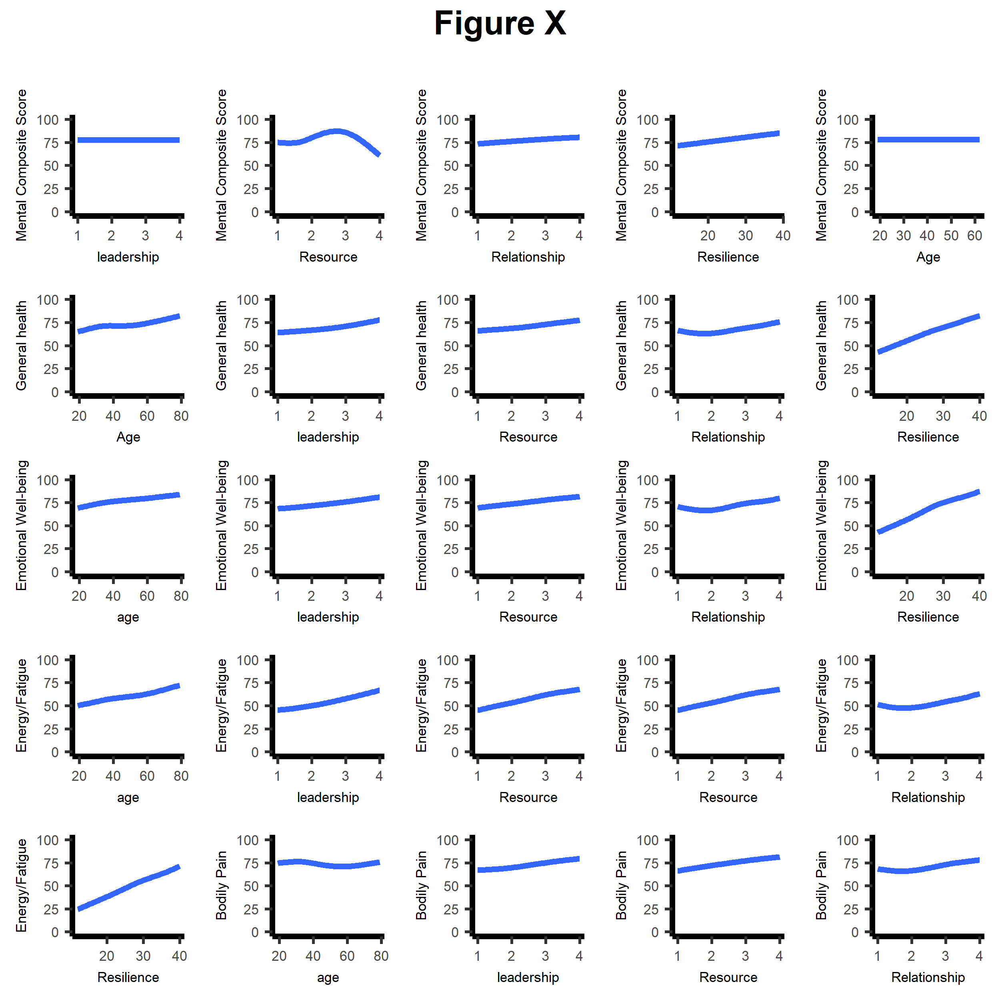 Figure X
Mental Composite Score
100
75
50
25
0
1 2 3 4
leadership
Mental Composite Score
100
75
50
25
0
1 2 3 4
Resource
Mental Composite Score
100
75
50
25
0
1 2 3 4
Relationship
Mental Composite Score
100
75
50
25
0
20 30 40
Resilience
Mental Composite Score
100
75
50
25
0
20 30 40 50 60
Age
General health
100
75
50
25
0
20 40 60 80
Age
General health
100
75
50
25
0
1 2 3 4
leadership
General health
100
75
50
25
0
1 2 3 4
Resource
General health
100
75
50
25
0
1 2 3 4
Relationship
General health
100
75
50
25
0
20 30 40
Resilience
Emotional Well-being
100
75
50
25
0
20 40 60 80
age
Emotional Well-being
100
75
50
25
0
1 2 3 4
leadership
Emotional Well-being
100
75
50
25
0
1 2 3 4
Resource
Emotional Well-being
100
75
50
25
0
1 2 3 4
Relationship
Emotional Well-being
100
75
50
25
0
20 30 40
Resilience
Energy/Fatigue
100
75
50
25
0
20 40 60 80
age
Energy/Fatigue
100
75
50
25
0
1 2 3 4
leadership
Energy/Fatigue
100
75
50
25
0
1 2 3 4
Resource
Energy/Fatigue
100
75
50
25
0
1 2 3 4
Resource
Energy/Fatigue
100
75
50
25
0
1 2 3 4
Relationship
Energy/Fatigue
100
75
50
25
0
20 30 40
Resilience
Bodily Pain
100
75
50
25
0
20 40 60 80
age
Bodily Pain
100
75
50
25
0
1 2 3 4
leadership
Bodily Pain
100
75
50
25
0
1 2 3 4
Resource
Bodily Pain
100
75
50
25
0
1 2 3 4
Relationship